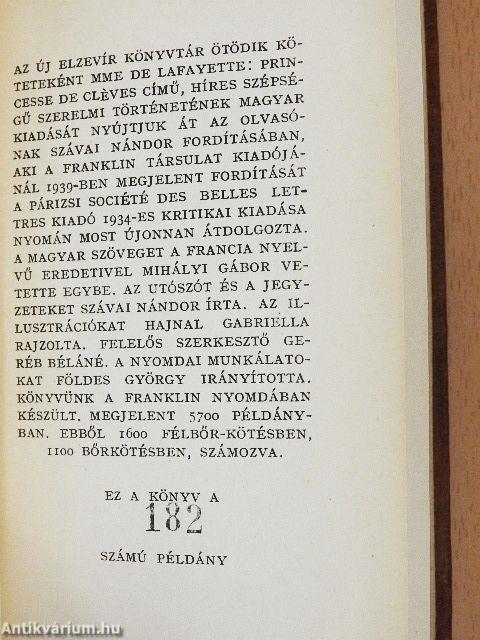 AZ ÚJ ELZEVÍR KÖNYVTÁR ÖTÖDIK KÖ-
TETEKÉNT MME DE LAFAYETTE: PRIN-
CESSE DE CLÈVES CÍMŰ, HÍRES SZÉPSÉ-
GŰ SZERELMI TÖRTÉNETÉNEK MAGYAR
KIADÁSÁT NYÚJTJUK ÁT AZ OLVASÓ-
NAK SZÁVAI NÁNDOR FORDÍTÁSÁBAN,
AKI A FRANKLIN TÁRSULAT KIADÓJÁ-
NÁL 1939-BEN MEGJELENT FORDÍTÁSÁT
A PÁRIZSI SOCIÉTÉ DES BELLES LET-
TRES KIADÓ 1934-ES KRITIKAI KIADÁSA
NYOMÁN MOST ÚJONNAN ÁTDOLGOZTA.
A MAGYAR SZÖVEGET A FRANCIA NYEL-
VŰ EREDETIVEL MIHÁLYI GÁBOR VE-
TETTE EGYBE. AZ UTÓSZÓT ÉS A JEGY-
ZETEKET SZÁVAI NÁNDOR ÍRTA. AZ IL-
LUSZTRÁCIÓKAT HAJNAL GABRIELLA
RAJZOLTA. FELELŐS SZERKESZTŐ GE-
RÉB BÉLÁNÉ. A NYOMDAI MUNKÁLATO-
KAT FÖLDES GYÖRGY IRÁNYÍTOTTA.
KÖNYVÜNK A FRANKLIN NYOMDÁBAN
KÉSZÜLT. MEGJELENT 5700 PÉLDÁNY-
BAN. EBBŐL 1600 FÉLBŐR-KÖTÉSBEN,
1100 BŐRKÖTÉSBEN, SZÁMOZVA.
EZ A KÖNYV A
182
SZÁMÚ PÉLDÁNY
Antikvárium.hu